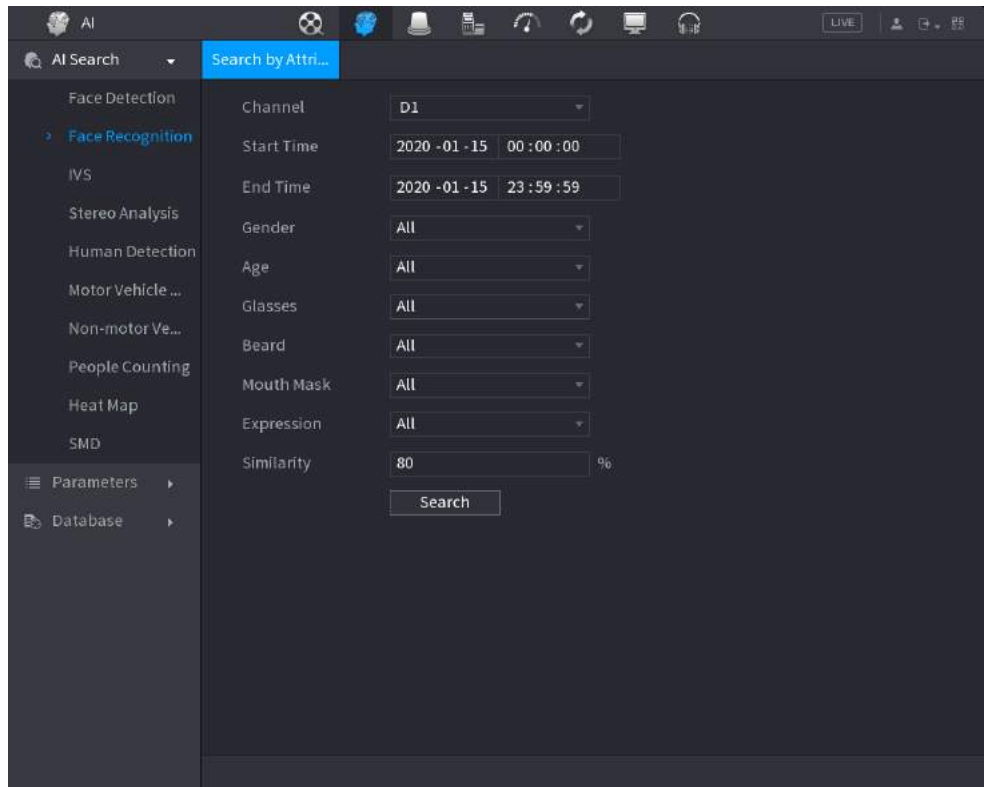 AI LIVE
AI Search Search by Attri...
Face Detection
Face Recognition
IVS
Stereo Analysis
Human Detection
Motor Vehicle ...
Non-motor Ve...
People Counting
Heat Map
SMD
Parameters
Database
Channel D1
Start Time 2020 -01 -15 00 : 00 : 00
End Time 2020 -01 -15 23 : 59 : 59
Gender All
Age All
Glasses All
Beard All
Mouth Mask All
Expression All
Similarity 80 %
Search